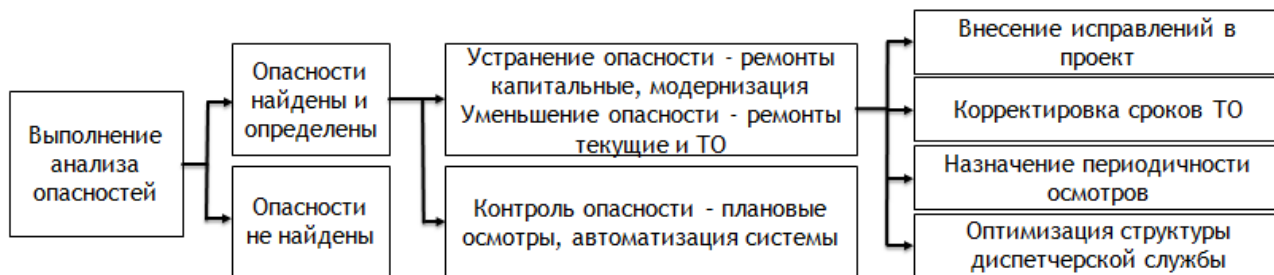 Выполнение
анализа
опасностей
Опасности
найдены и
определены
Опасности
не найдены
Устранение опасности - ремонты
капитальные, модернизация
Уменьшение опасности - ремонты
текущие и ТО
Контроль опасности - плановые
осмотры, автоматизация системы
Внесение исправлений в
проект
Корректировка сроков ТО
Назначение периодичности
осмотров
Оптимизация структуры
диспетчерской службы